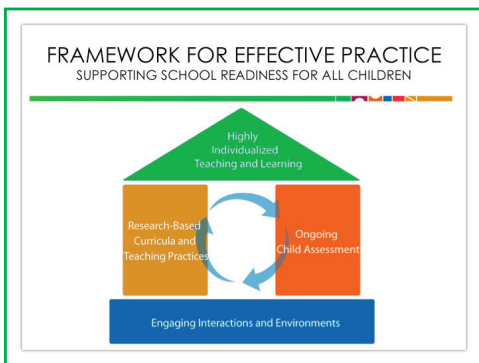 FRAMEWORK FOR EFFECTIVE PRACTICE
SUPPORTING SCHOOL READINESS FOR ALL CHILDREN
Highly
Individualized
Teaching and Learning
Research-Based
Curricula and
Teaching Practices
Ongoing
Child Assessment
Engaging Interactions and Environments